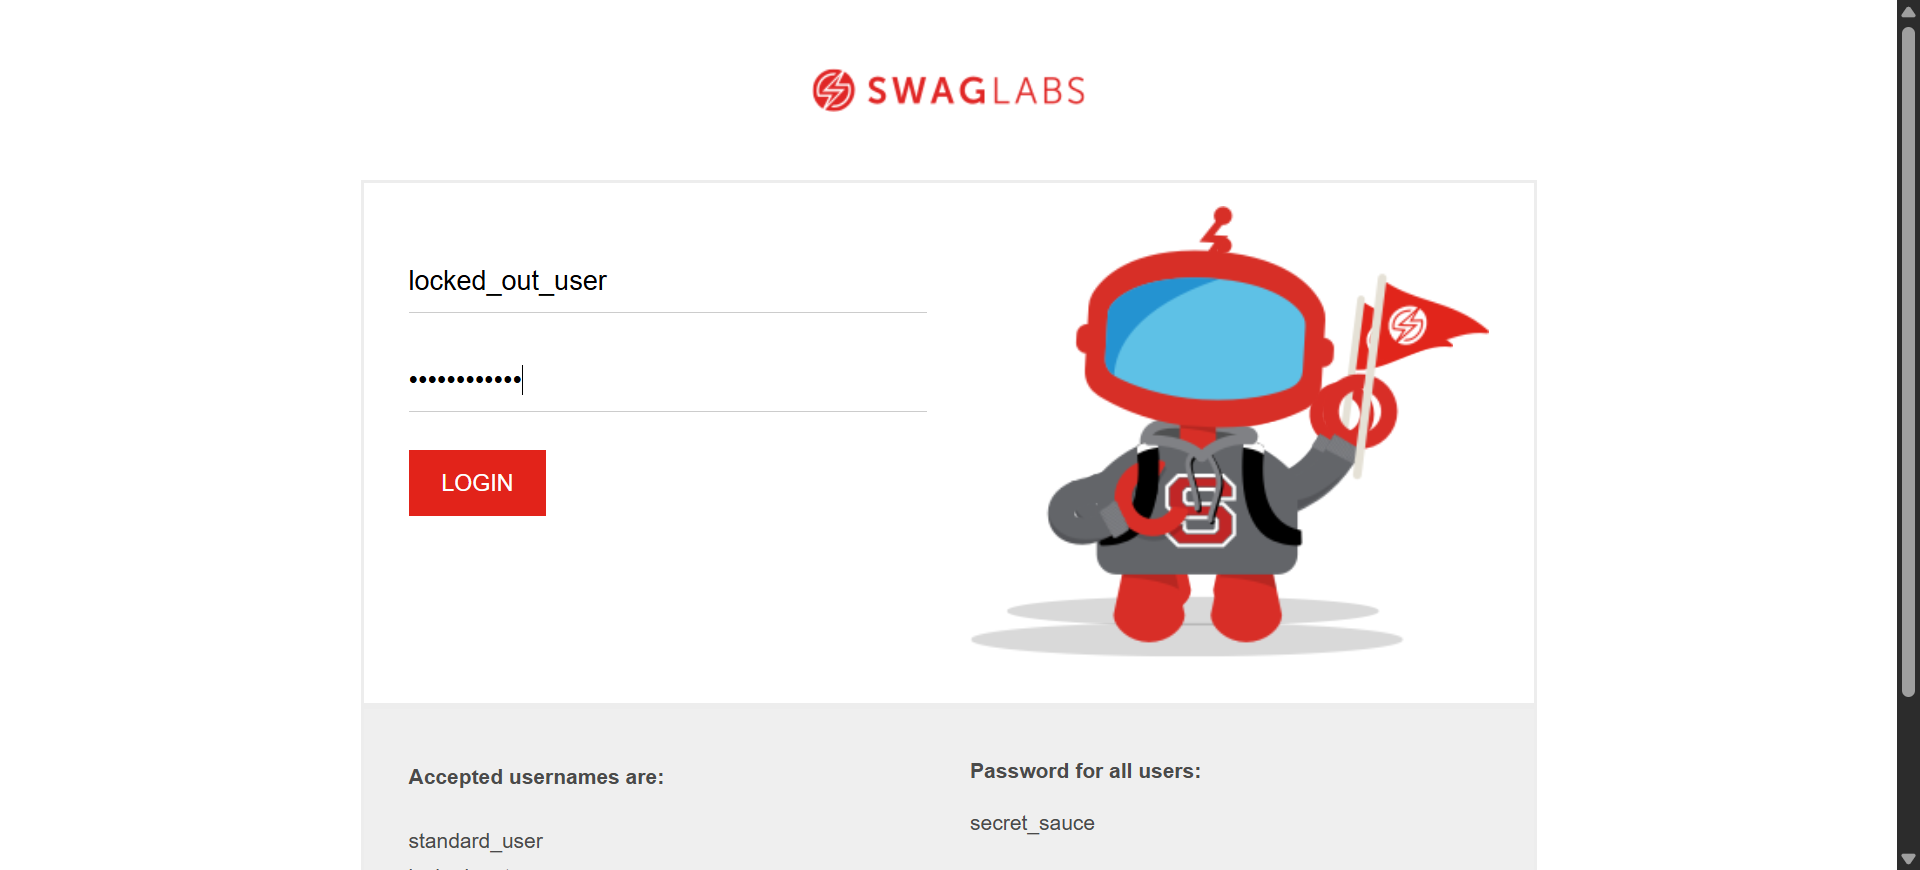 SWAGLABS
locked_out_user
••••••••••••
LOGIN
S
Accepted usernames are:
standard_user
Password for all users:
secret_sauce